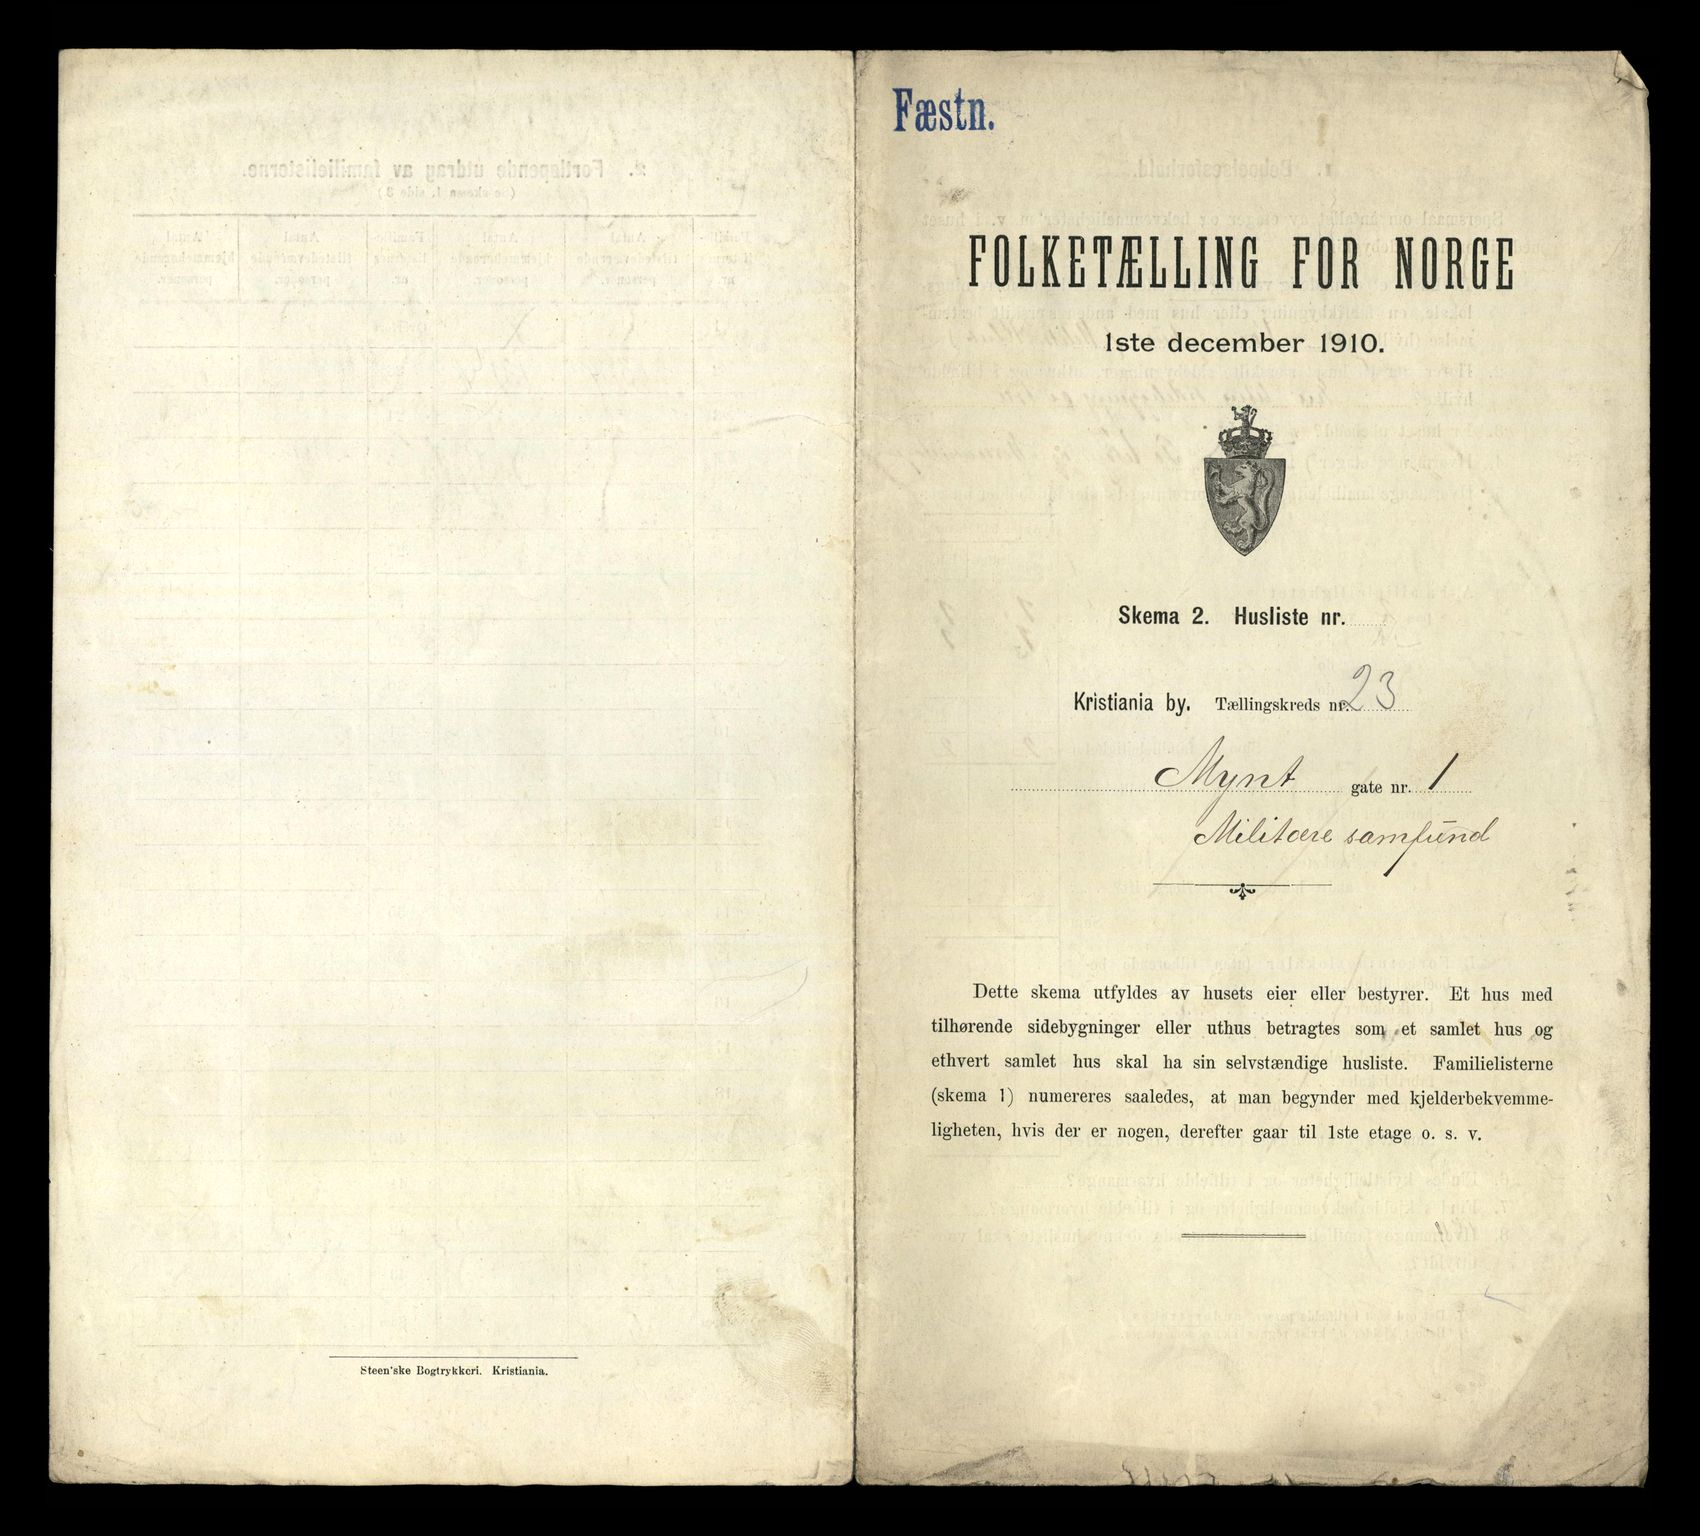 Fæstn.
FOLKETÆLLING FOR NORGE
1ste december 1910.
Skema 2. Husliste nr.
Kristiania by. Tællingskreds nr. 23
Mynt gate nr. 1
Militære samfund
Dette skema utfyldes av husets eier eller bestyrer. Et hus med
tilhørende sidebygninger eller uthus betragtes som et samlet hus og
ethvert samlet hus skal ha sin selvstændige husliste. Familielisterne
(skema 1) numereres saaledes, at man begynder med kjelderbekvemme-
ligheten, hvis der er nogen, derefter gaar til 1ste etage o. s. v.
Steen'ske Bogtrykkeri. Kristiania.